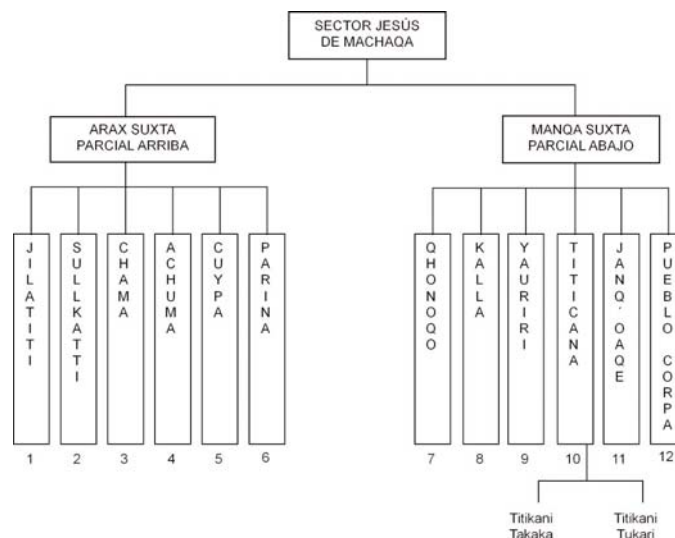 SECTOR JESÚS
DE MACHAQA
ARAX SUXTA
PARCIAL ARRIBA
MANQA SUXTA
PARCIAL ABAJO
JILATITI
SULLKATTI
CHAMA
ACHUMA
CUYPA
PARINA
QHONOQO
KALLA
YAURIRI
TITICANA
JANQ´OAQE
PUEBLO CORPA
1 2 3 4 5 6 7 8 9 10 11 12
Titikani
Takaka
Titikani
Tukari